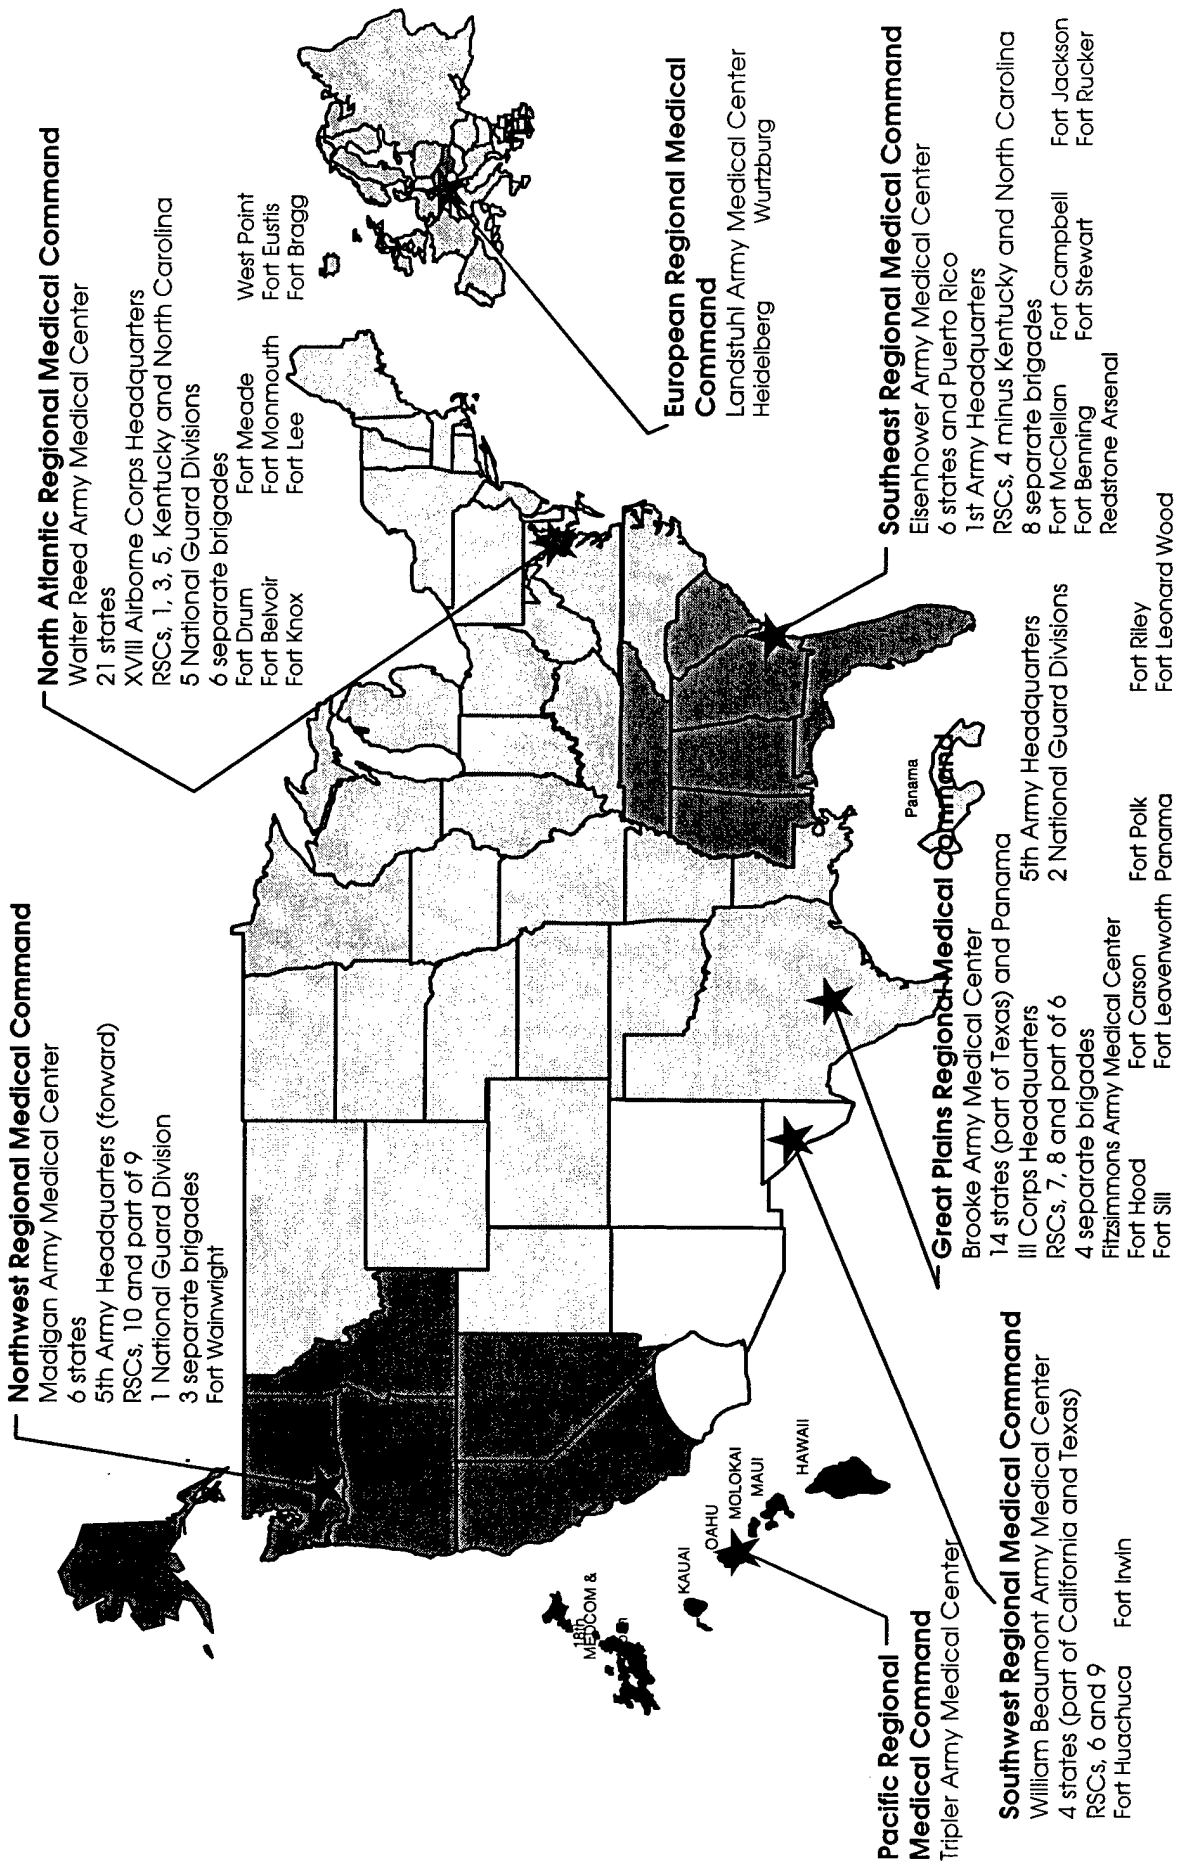 Northwest Regional Medical Command
Madigan Army Medical Center
6 states
5th Army Headquarters (forward)
RSCs, 10 and part of 9
1 National Guard Division
3 separate brigades
Fort Wainwright
North Atlantic Regional Medical Command
Walter Reed Army Medical Center
21 states
XVIII Airborne Corps Headquarters
RSCs, 1, 3, 5, Kentucky and North Carolina
5 National Guard Divisions
6 separate brigades
Fort Drum Fort Meade West Point
Fort Belvoir Fort Monmouth Fort Eustis
Fort Knox Fort Lee Fort Bragg
European Regional Medical
Command
Landstuhl Army Medical Center
Heidelberg Wurtzburg
18th
MEDCOM &
KAUAI
OAHU
MOLOKAI
MAUI
HAWAII
Pacific Regional
Medical Command
Tripler Army Medical Center
Southwest Regional Medical Command
William Beaumont Army Medical Center
4 states (part of California and Texas)
RSCs, 6 and 9
Fort Huachuca Fort Irwin
Panama
Great Plains Regional Medical Command
Brooke Army Medical Center
14 states (part of Texas) and Panama
III Corps Headquarters 5th Army Headquarters
RSCs, 7, 8 and part of 6 2 National Guard Divisions
4 separate brigades
Fitzsimmons Army Medical Center
Fort Hood Fort Carson Fort Polk Fort Riley
Fort Sill Fort Leavenworth Panama Fort Leonard Wood
Southeast Regional Medical Command
Eisenhower Army Medical Center
6 states and Puerto Rico
1st Army Headquarters
RSCs, 4 minus Kentucky and North Carolina
8 separate brigades
Fort McClellan Fort Campbell Fort Jackson
Fort Benning Fort Stewart Fort Rucker
Redstone Arsenal